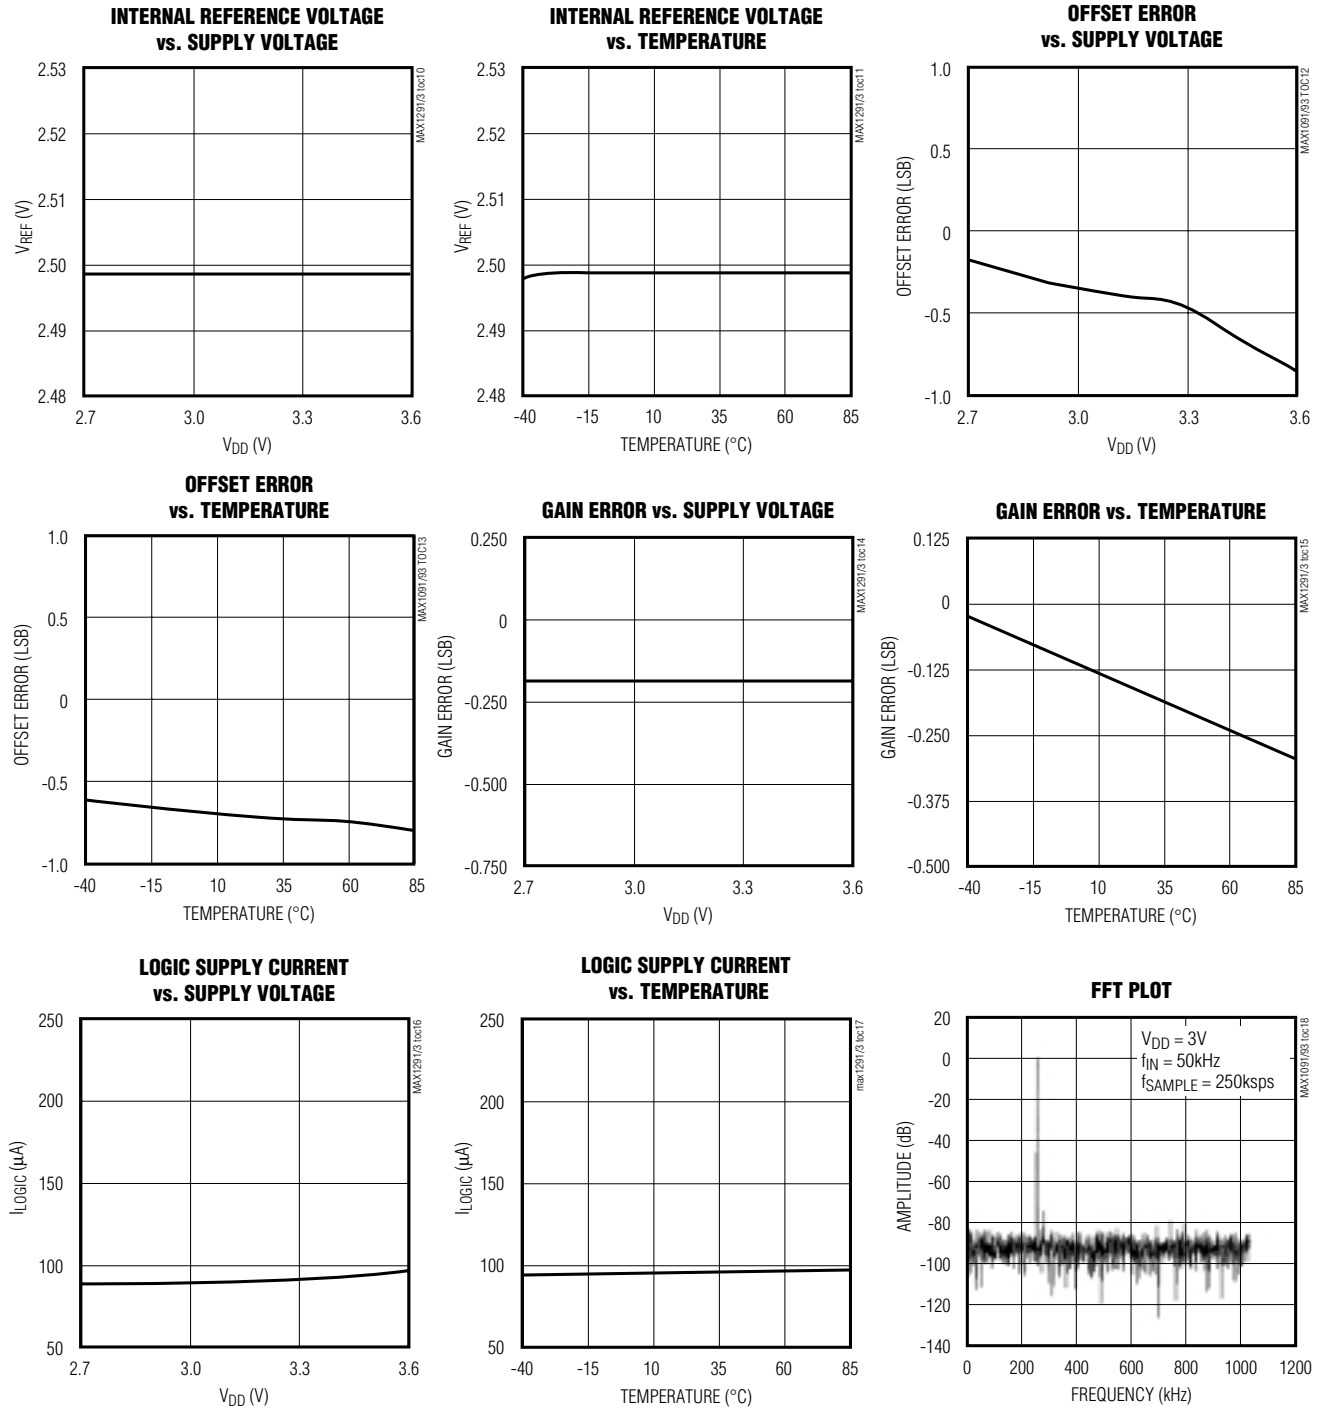 INTERNAL REFERENCE VOLTAGE
vs. SUPPLY VOLTAGE
2.53
2.52
2.51
2.50
2.49
2.48
VREF (V)
2.7 3.0 3.3 3.6
VDD (V)
MAX1291/3 toc10
INTERNAL REFERENCE VOLTAGE
vs. TEMPERATURE
2.53
2.52
2.51
2.50
2.49
2.48
VREF (V)
-40 -15 10 35 60 85
TEMPERATURE (°C)
MAX1291/3 toc11
OFFSET ERROR
vs. SUPPLY VOLTAGE
1.0
0.5
0
-0.5
-1.0
OFFSET ERROR (LSB)
2.7 3.0 3.3 3.6
VDD (V)
MAX1091/93 TOC12
OFFSET ERROR
vs. TEMPERATURE
1.0
0.5
0
-0.5
-1.0
OFFSET ERROR (LSB)
-40 -15 10 35 60 85
TEMPERATURE (°C)
MAX1091/93 TOC13
GAIN ERROR vs. SUPPLY VOLTAGE
0.250
0
-0.250
-0.500
-0.750
GAIN ERROR (LSB)
2.7 3.0 3.3 3.6
VDD (V)
MAX1291/3 toc14
GAIN ERROR vs. TEMPERATURE
0.125
0
-0.125
-0.250
-0.375
-0.500
GAIN ERROR (LSB)
-40 -15 10 35 60 85
TEMPERATURE (°C)
MAX1291/3 toc15
LOGIC SUPPLY CURRENT
vs. SUPPLY VOLTAGE
250
200
150
100
50
ILOGIC (µA)
2.7 3.0 3.3 3.6
VDD (V)
MAX1291/3 toc16
LOGIC SUPPLY CURRENT
vs. TEMPERATURE
250
200
150
100
50
ILOGIC (µA)
-40 -15 10 35 60 85
TEMPERATURE (°C)
max1291/3 toc17
FFT PLOT
20
0
-20
-40
-60
-80
-100
-120
-140
AMPLITUDE (dB)
VDD = 3V
fIN = 50kHz
fSAMPLE = 250ksps
0 200 400 600 800 1000 1200
FREQUENCY (kHz)
MAX1091/93 toc18